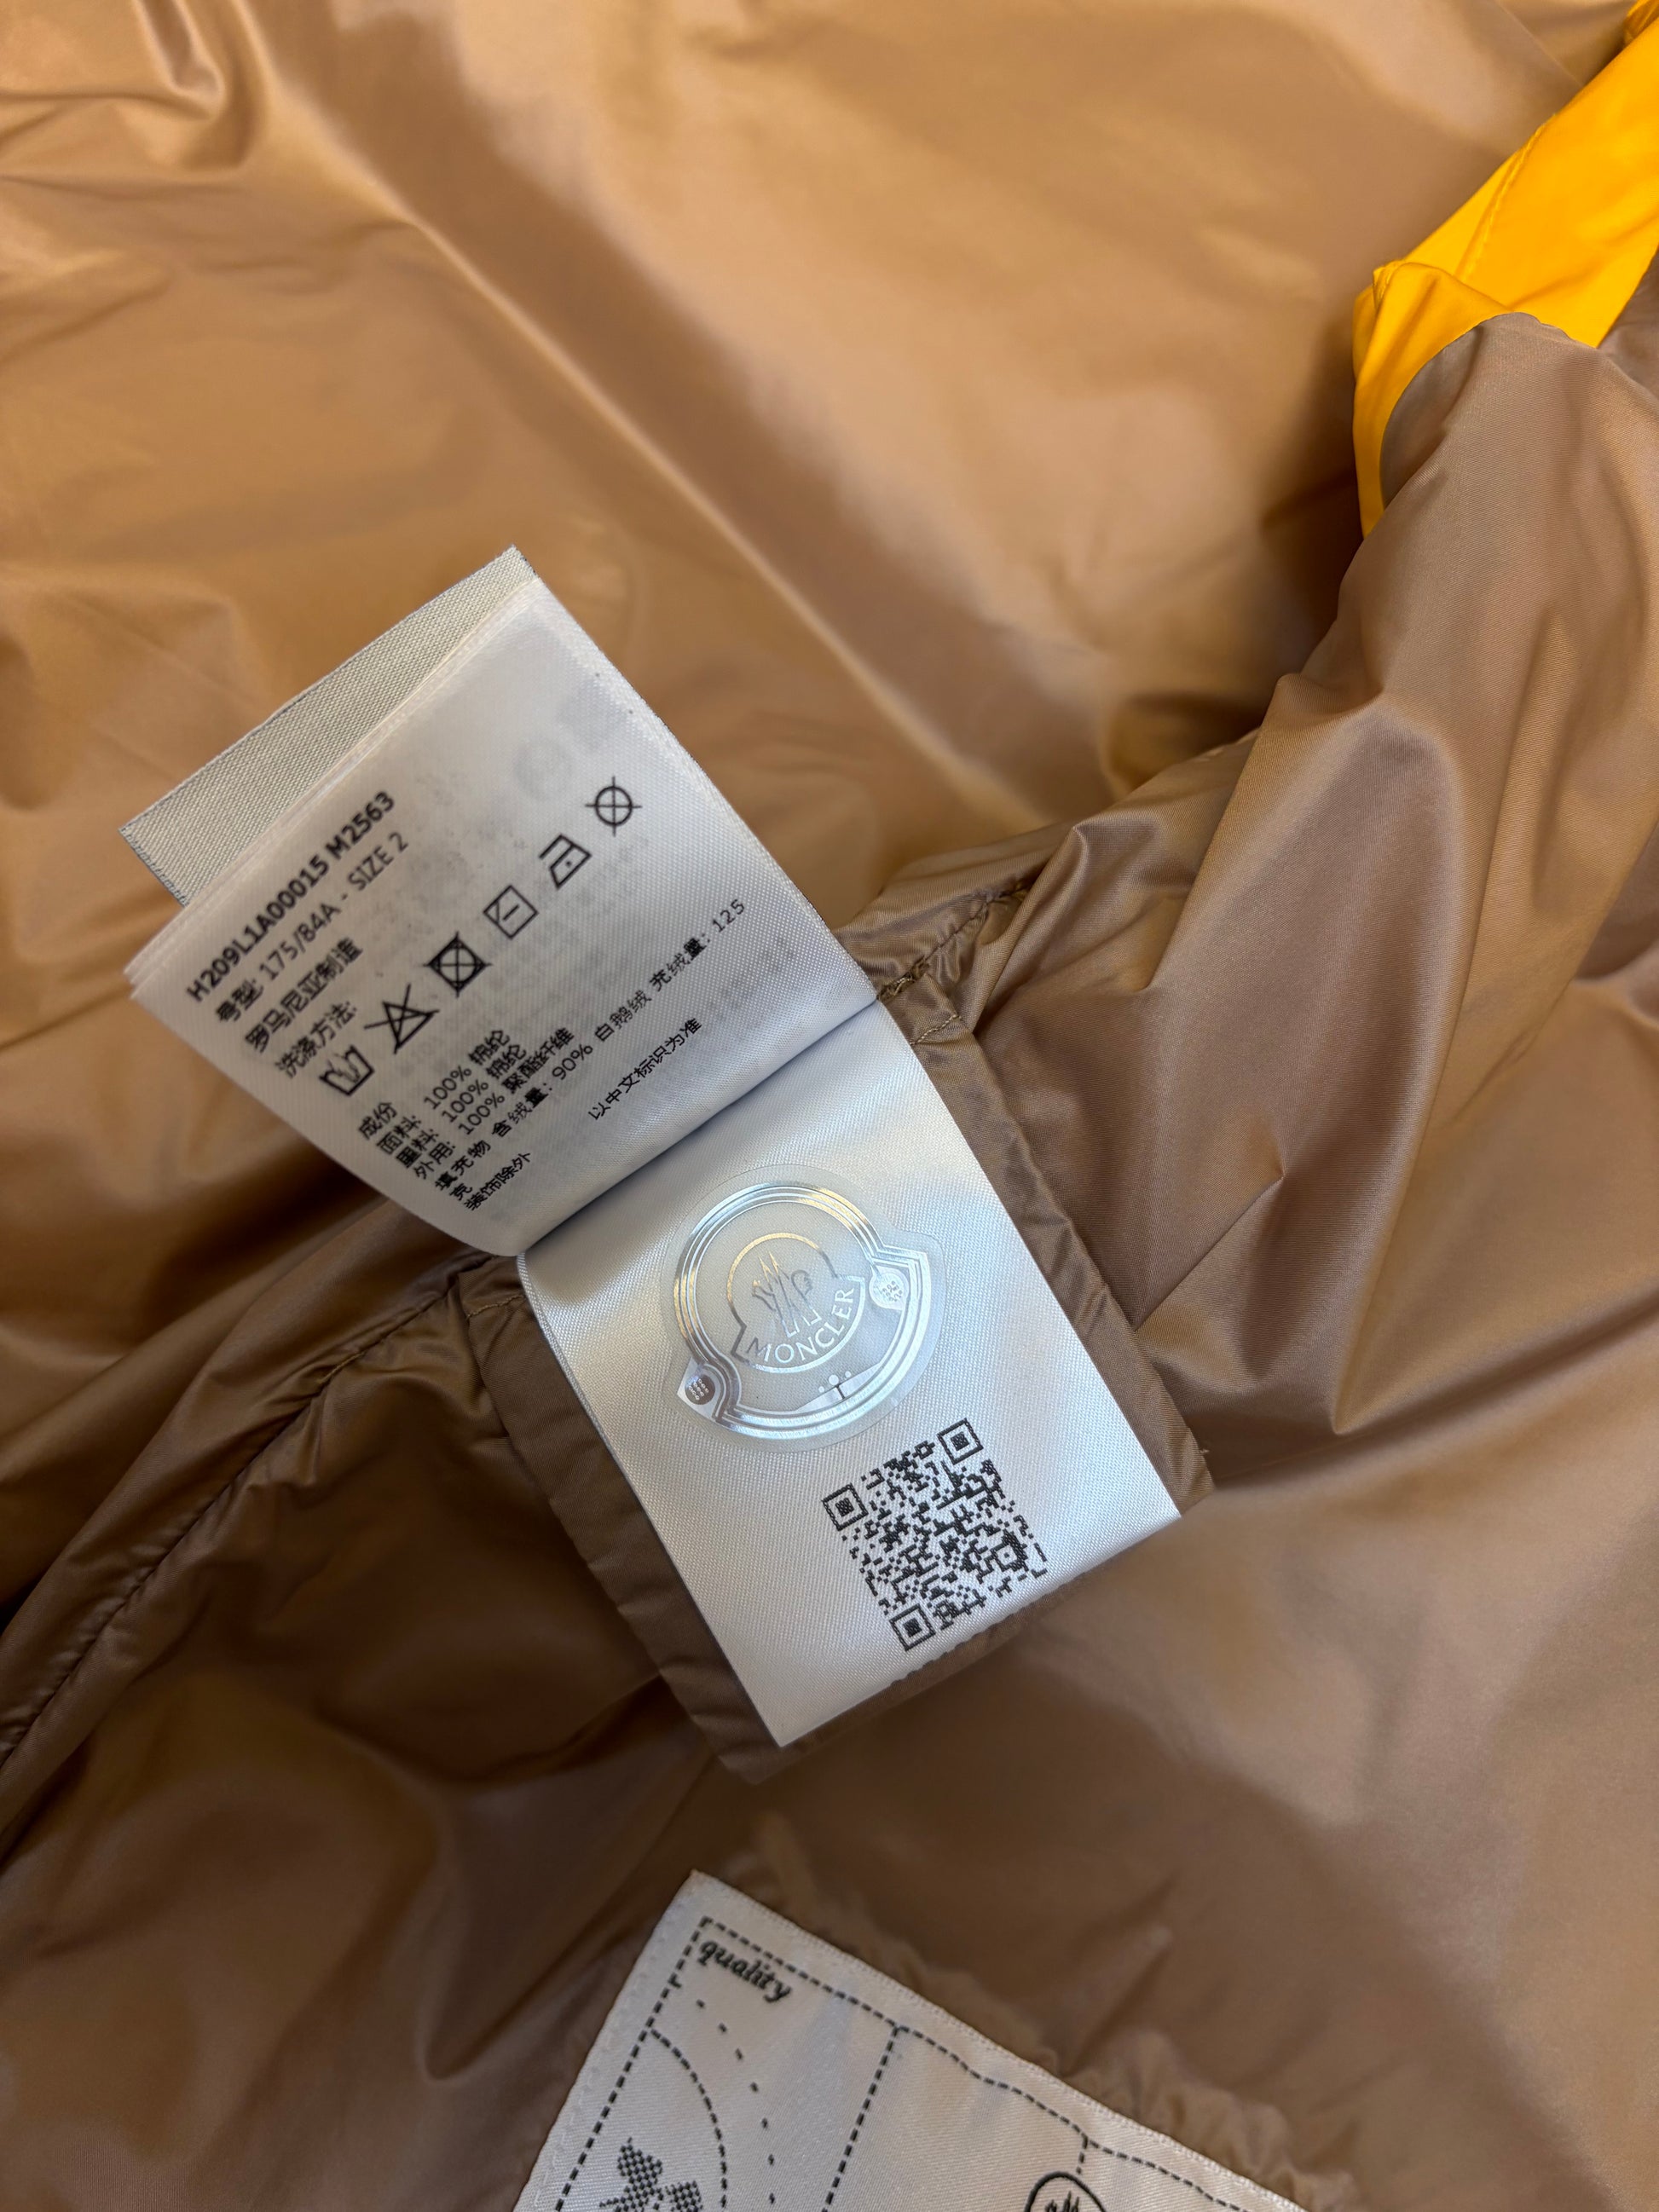 H209L1A00015 M2563
号型: 175/84A - SIZE 2
罗马尼亚制造
洗涤方法:
成份
面料: 100% 锦纶
里料: 100% 锦纶
外用: 100% 聚酯纤维
填充物 含绒量: 90% 白鹅绒 充绒量: 125
克
装饰除外
以中文标识为准
MONCLER
quality